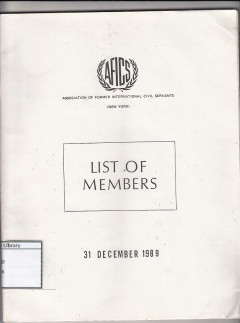 AFICS
ASSOCIATION OF FORMER INTERNATIONAL CIVIL SERVANTS
(NEW YORK)
LIST OF
MEMBERS
Library
31 DECEMBER 1989